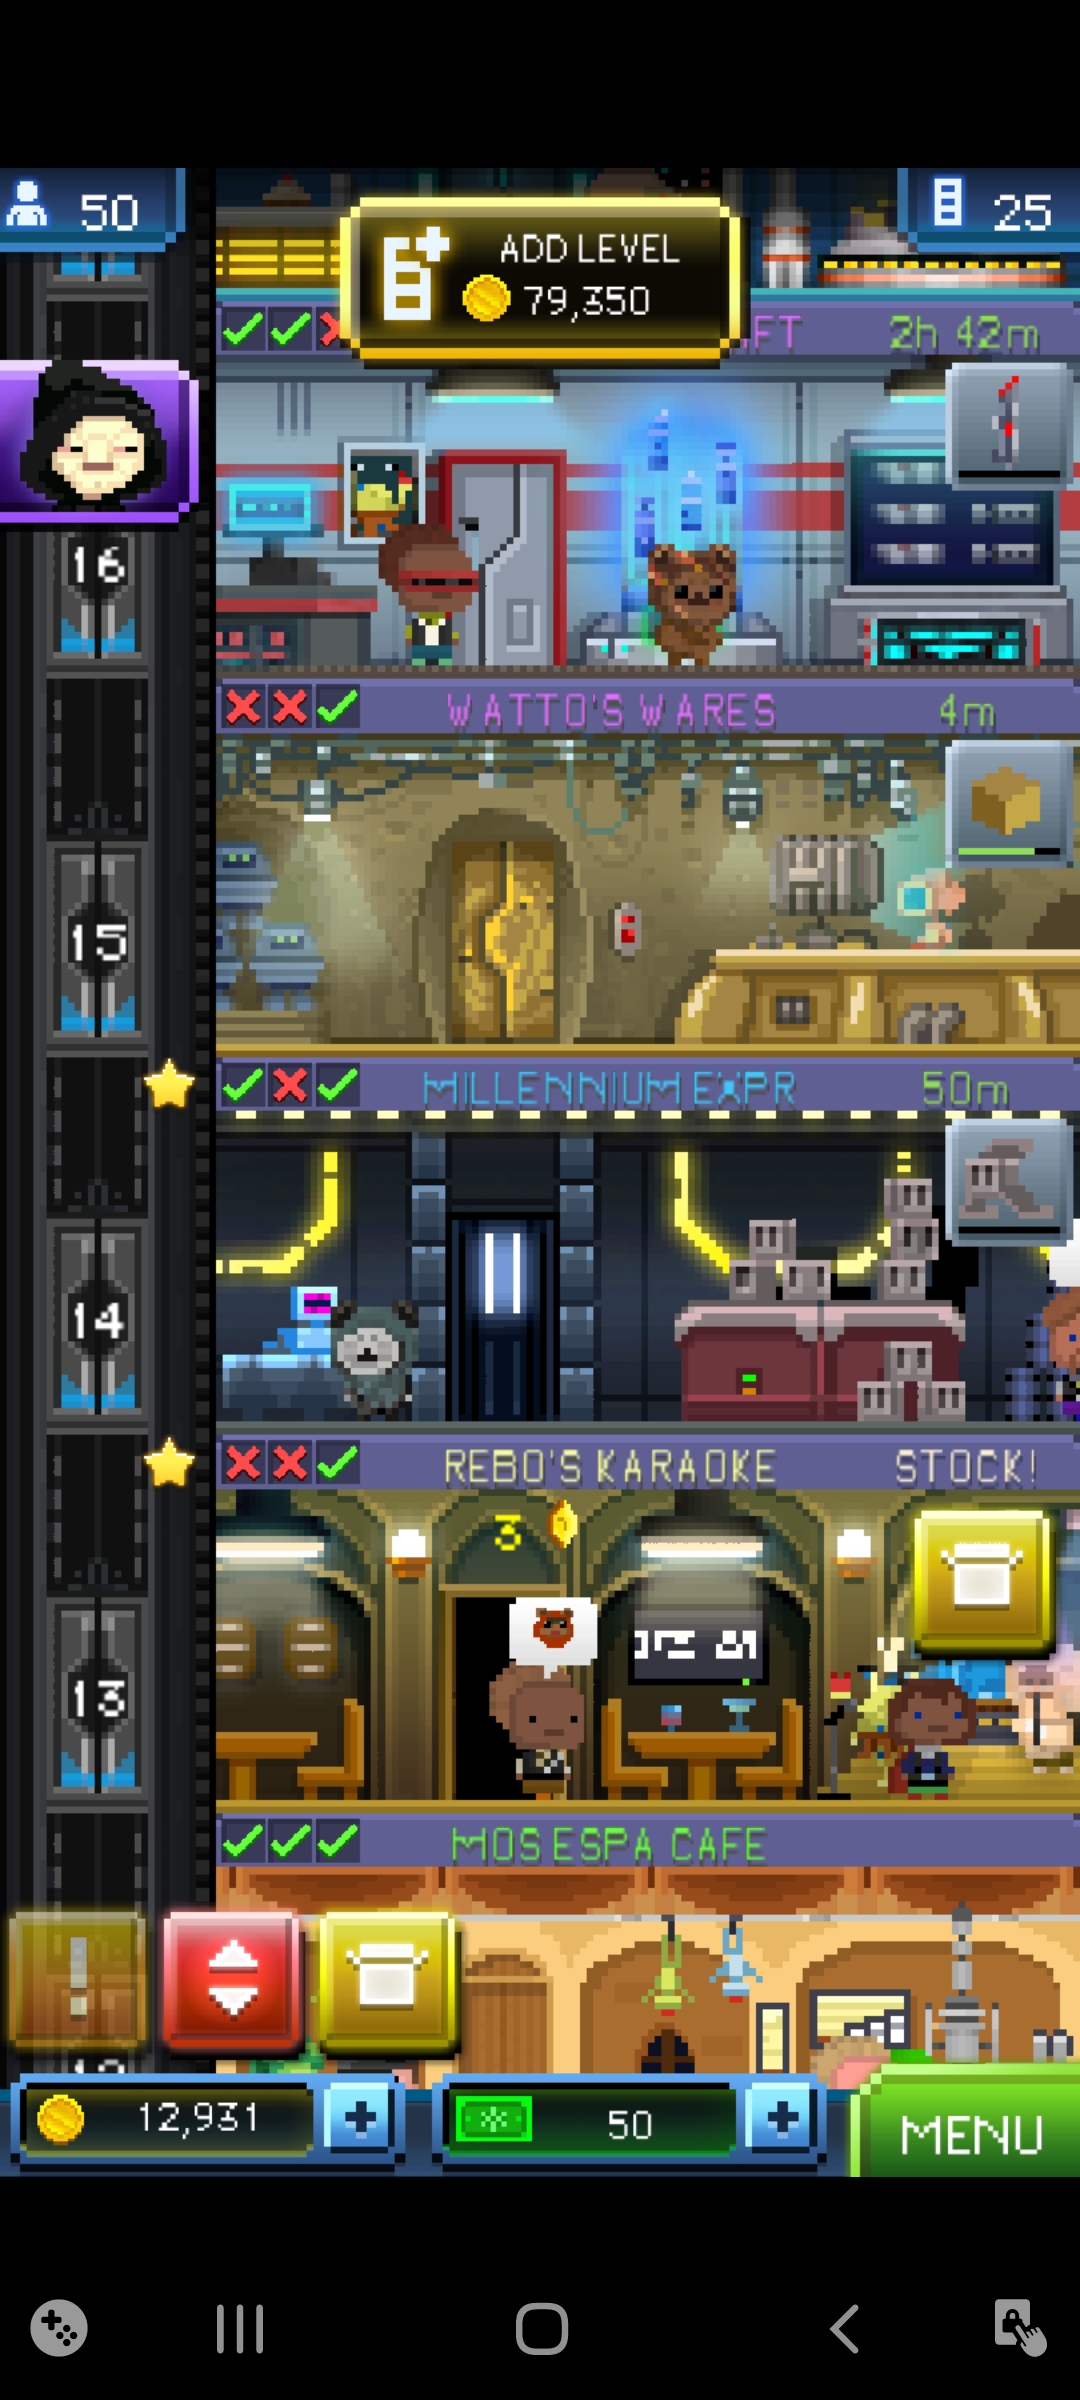 50
25
ADD LEVEL
79,350
FT
2h 42m
16
WATTO'S WARES
4m
15
MILLENNIUM EXPR
50m
14
REBO'S KARAOKE
STOCK!
3
13
MOS ESPA CAFE
12,931
50
MENU